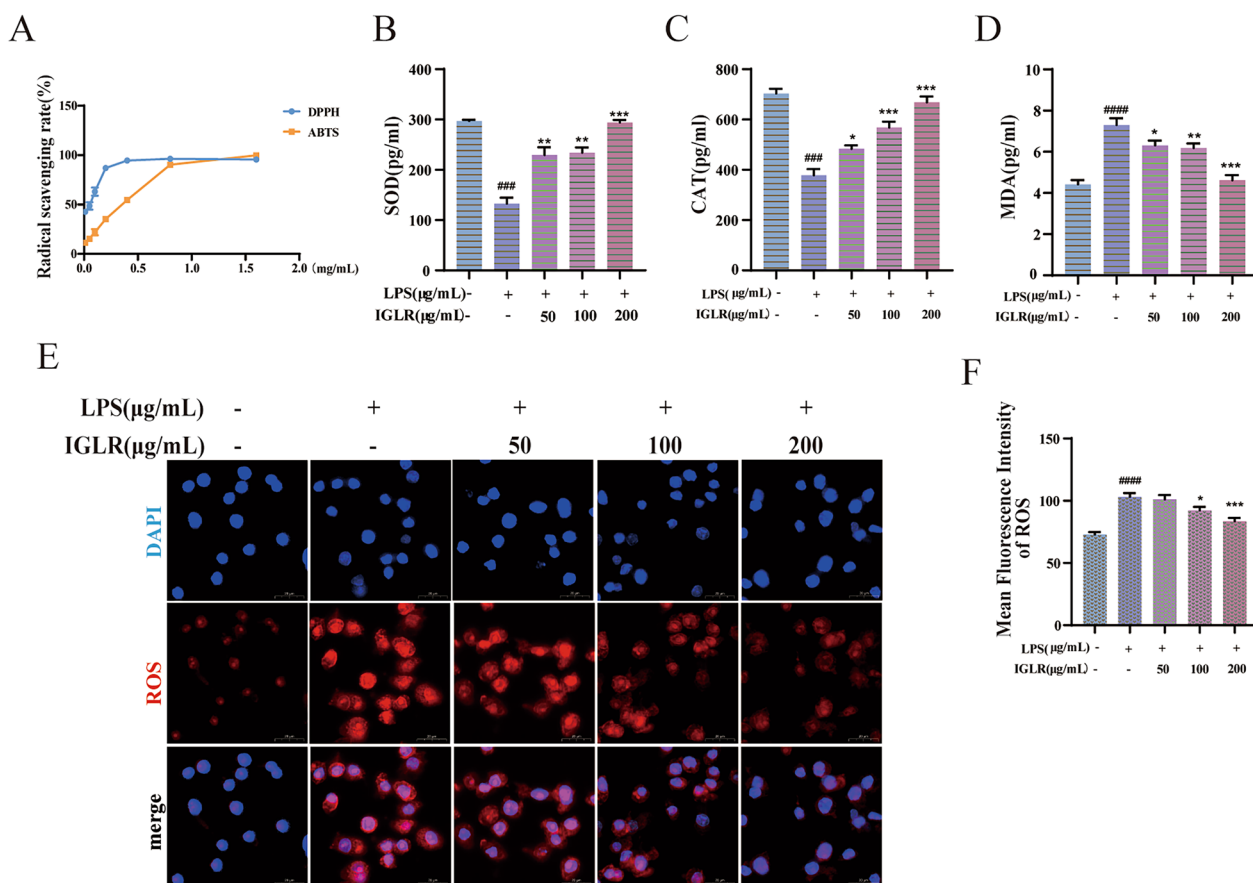 A
Radical scavenging rate(%)
150
100
50
0
0.0
0.5
1.0
1.5
2.0
(mg/mL)
DPPH
ABTS
B
SOD(pg/ml)
400
300
200
100
0
###
**
**
***
LPS(μg/mL)- + + + +
IGLR(μg/mL)- - 50 100 200
C
CAT(pg/ml)
800
600
400
200
0
###
*
***
***
LPS(μg/mL) - + + + +
IGLR(μg/mL) - - 50 100 200
D
MDA(pg/ml)
10
8
6
4
2
0
####
*
**
***
LPS(μg/mL) - + + + +
IGLR(μg/mL) - - 50 100 200
E
LPS(μg/mL) - + + + +
IGLR(μg/mL) - - 50 100 200
DAPI
ROS
merge
F
Mean Fluorescence Intensity
of ROS
150
100
50
0
####
*
***
LPS(μg/mL) - + + + +
IGLR(μg/mL) - - 50 100 200